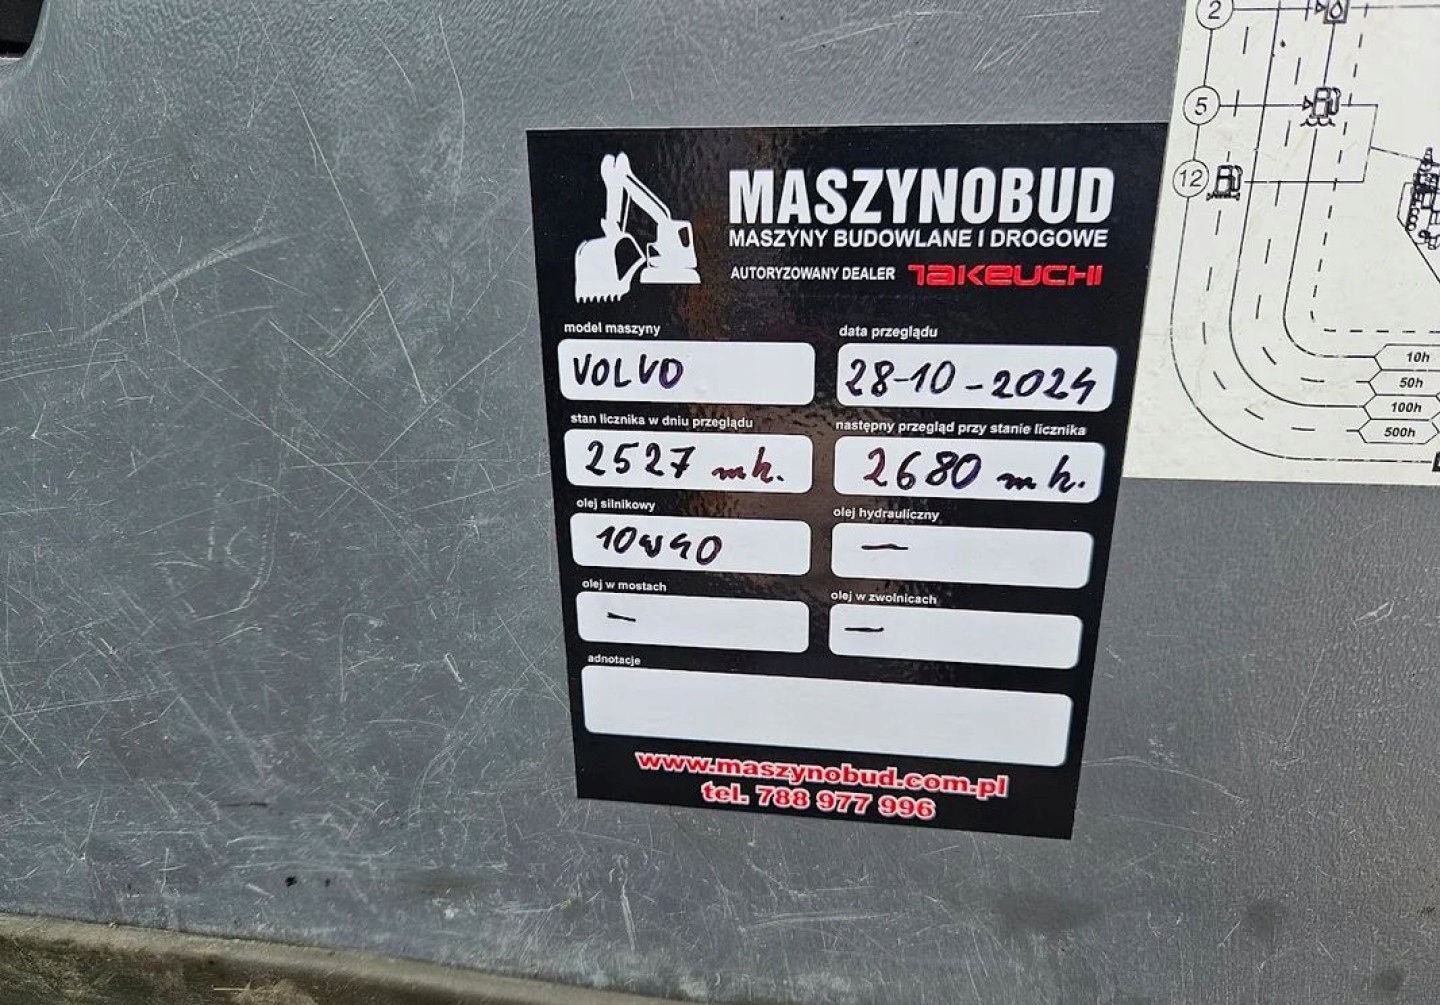 MASZYNOBUD
MASZYNY BUDOWLANE I DROGOWE
AUTORYZOWANY DEALER TAKEUCHI
model maszyny
VOLVO
data przeglądu
28-10-2024
stan licznika w dniu przeglądu
2527 mh.
następny przegląd przy stanie licznika
2680 mh.
olej silnikowy
10w40
olej hydrauliczny
—
olej w mostach
—
olej w zwolnicach
—
adnotacje
www.maszynobud.com.pl
tel. 788 977 996
2
5
12
10h
50h
100h
500h